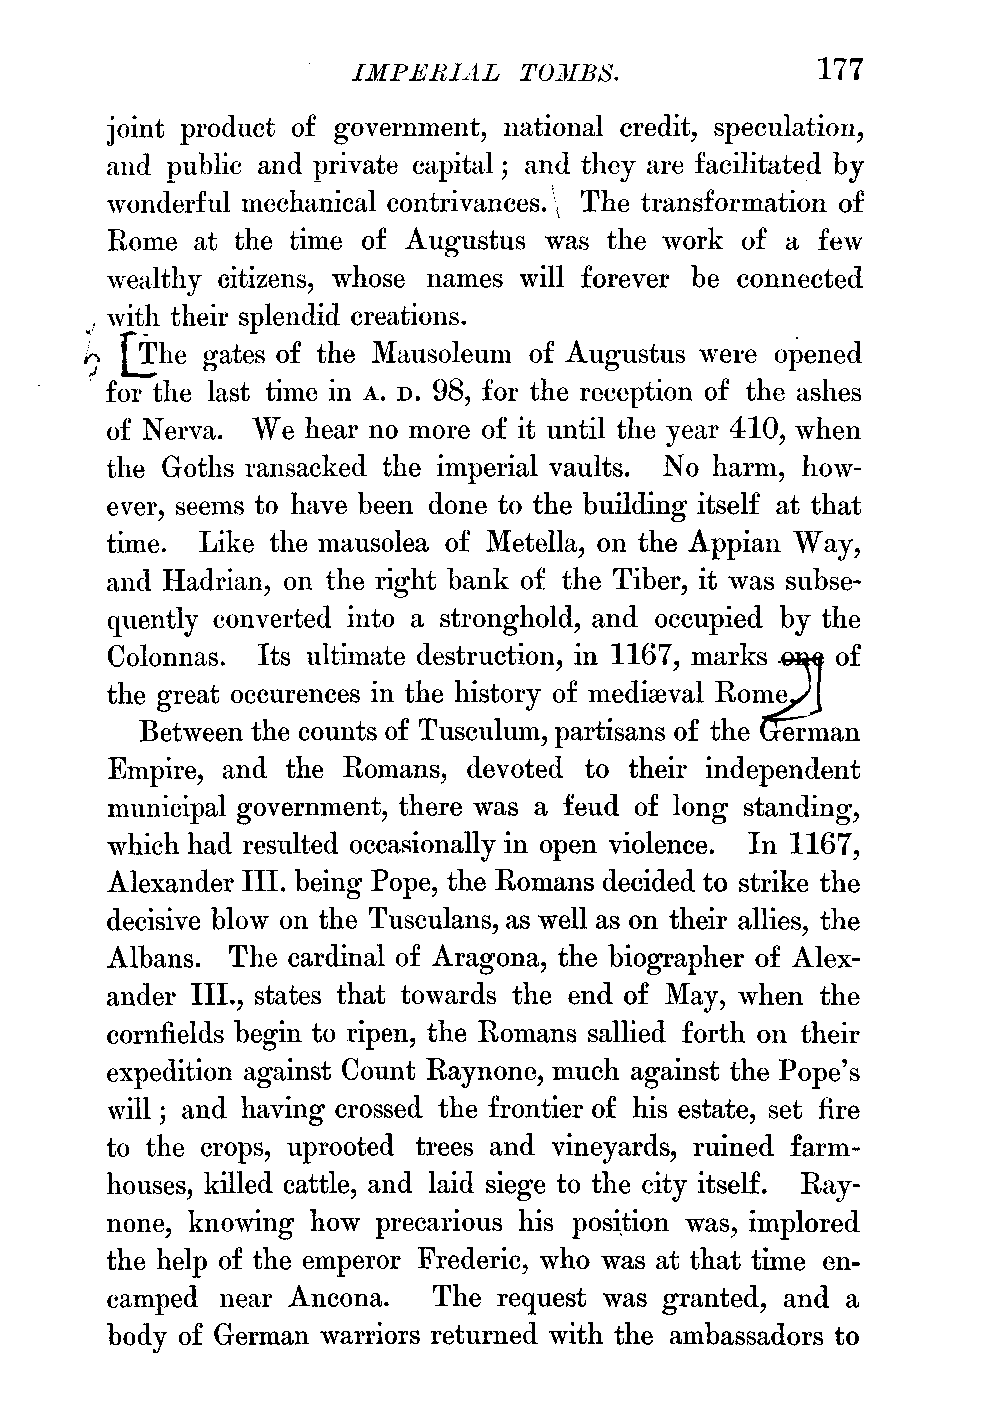 IMPERIAL TOMBS. 177
joint product of government, national credit, speculation,
and public and private capital; and they are facilitated by
wonderful mechanical contrivances. The transformation of
Rome at the time of Augustus was the work of a few
wealthy citizens, whose names will forever be connected
with their splendid creations.
[The gates of the Mausoleum of Augustus were opened
for the last time in A. D. 98, for the reception of the ashes
of Nerva. We hear no more of it until the year 410, when
the Goths ransacked the imperial vaults. No harm, how-
ever, seems to have been done to the building itself at that
time. Like the mausolea of Metella, on the Appian Way,
and Hadrian, on the right bank of the Tiber, it was subse-
quently converted into a stronghold, and occupied by the
Colonnas. Its ultimate destruction, in 1167, marks one of
the great occurences in the history of mediæval Rome.]
Between the counts of Tusculum, partisans of the German
Empire, and the Romans, devoted to their independent
municipal government, there was a feud of long standing,
which had resulted occasionally in open violence. In 1167,
Alexander III. being Pope, the Romans decided to strike the
decisive blow on the Tusculans, as well as on their allies, the
Albans. The cardinal of Aragona, the biographer of Alex-
ander III., states that towards the end of May, when the
cornfields begin to ripen, the Romans sallied forth on their
expedition against Count Raynone, much against the Pope's
will; and having crossed the frontier of his estate, set fire
to the crops, uprooted trees and vineyards, ruined farm-
houses, killed cattle, and laid siege to the city itself. Ray-
none, knowing how precarious his position was, implored
the help of the emperor Frederic, who was at that time en-
camped near Ancona. The request was granted, and a
body of German warriors returned with the ambassadors to